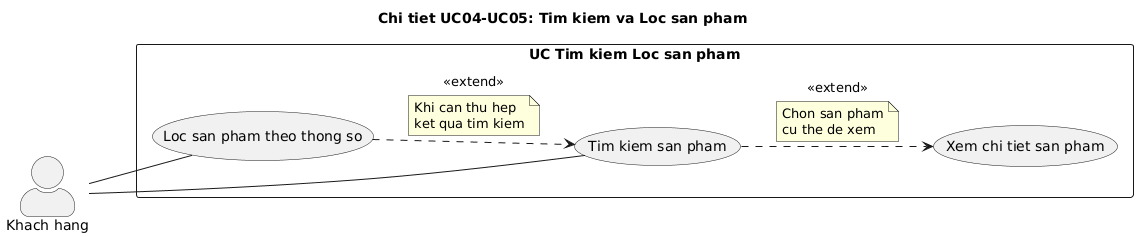 Chi tiet UC04-UC05: Tim kiem va Loc san pham
UC Tim kiem Loc san pham
«extend»
Khi can thu hep
ket qua tim kiem
«extend»
Chon san pham
cu the de xem
Loc san pham theo thong so
Tim kiem san pham
Xem chi tiet san pham
Khach hang